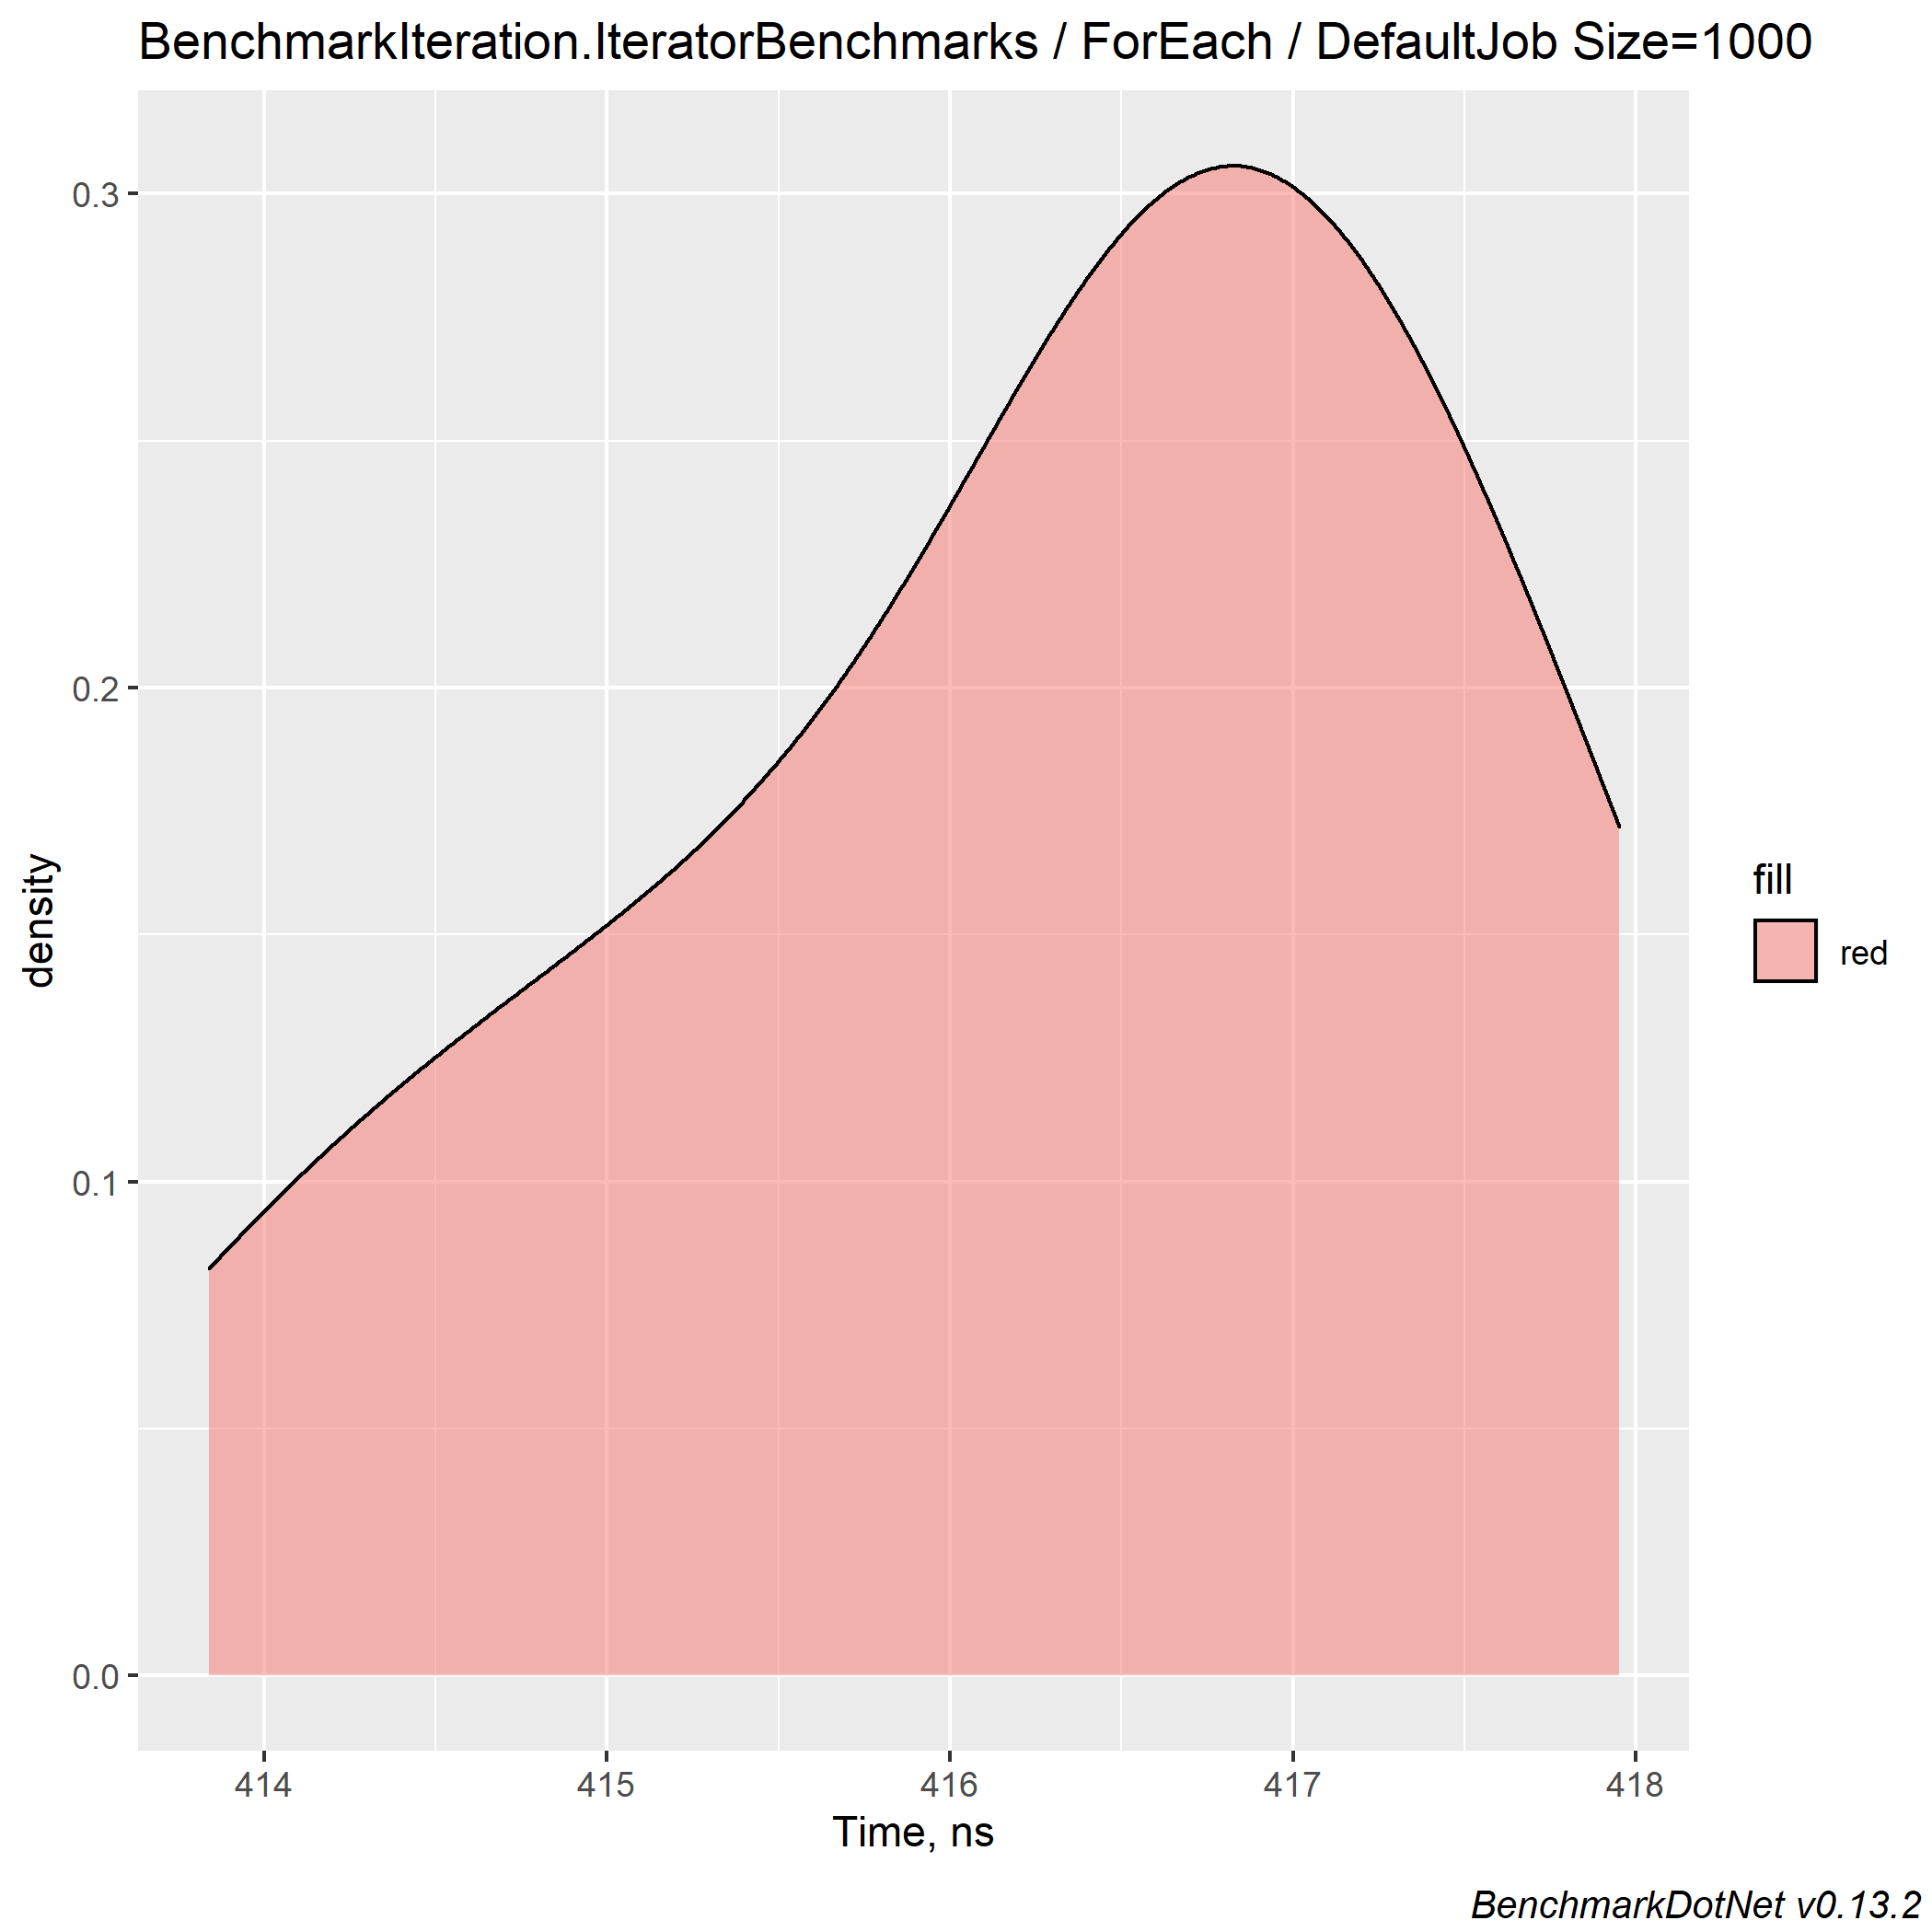 BenchmarkIteration.IteratorBenchmarks / ForEach / DefaultJob Size=1000
0.3
0.2
0.1
0.0
density
414 415 416 417 418
Time, ns
fill
red
BenchmarkDotNet v0.13.2